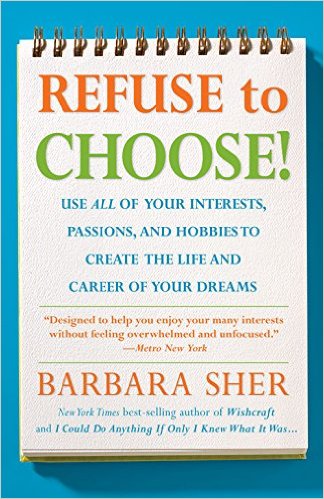 REFUSE to
CHOOSE!
USE ALL OF YOUR INTERESTS,
PASSIONS, AND HOBBIES TO
CREATE THE LIFE AND
CAREER OF YOUR DREAMS
“Designed to help you enjoy your many interests
without feeling overwhelmed and unfocused.”
—Metro New York
BARBARA SHER
New York Times best-selling author of Wishcraft
and I Could Do Anything If Only I Knew What It Was…